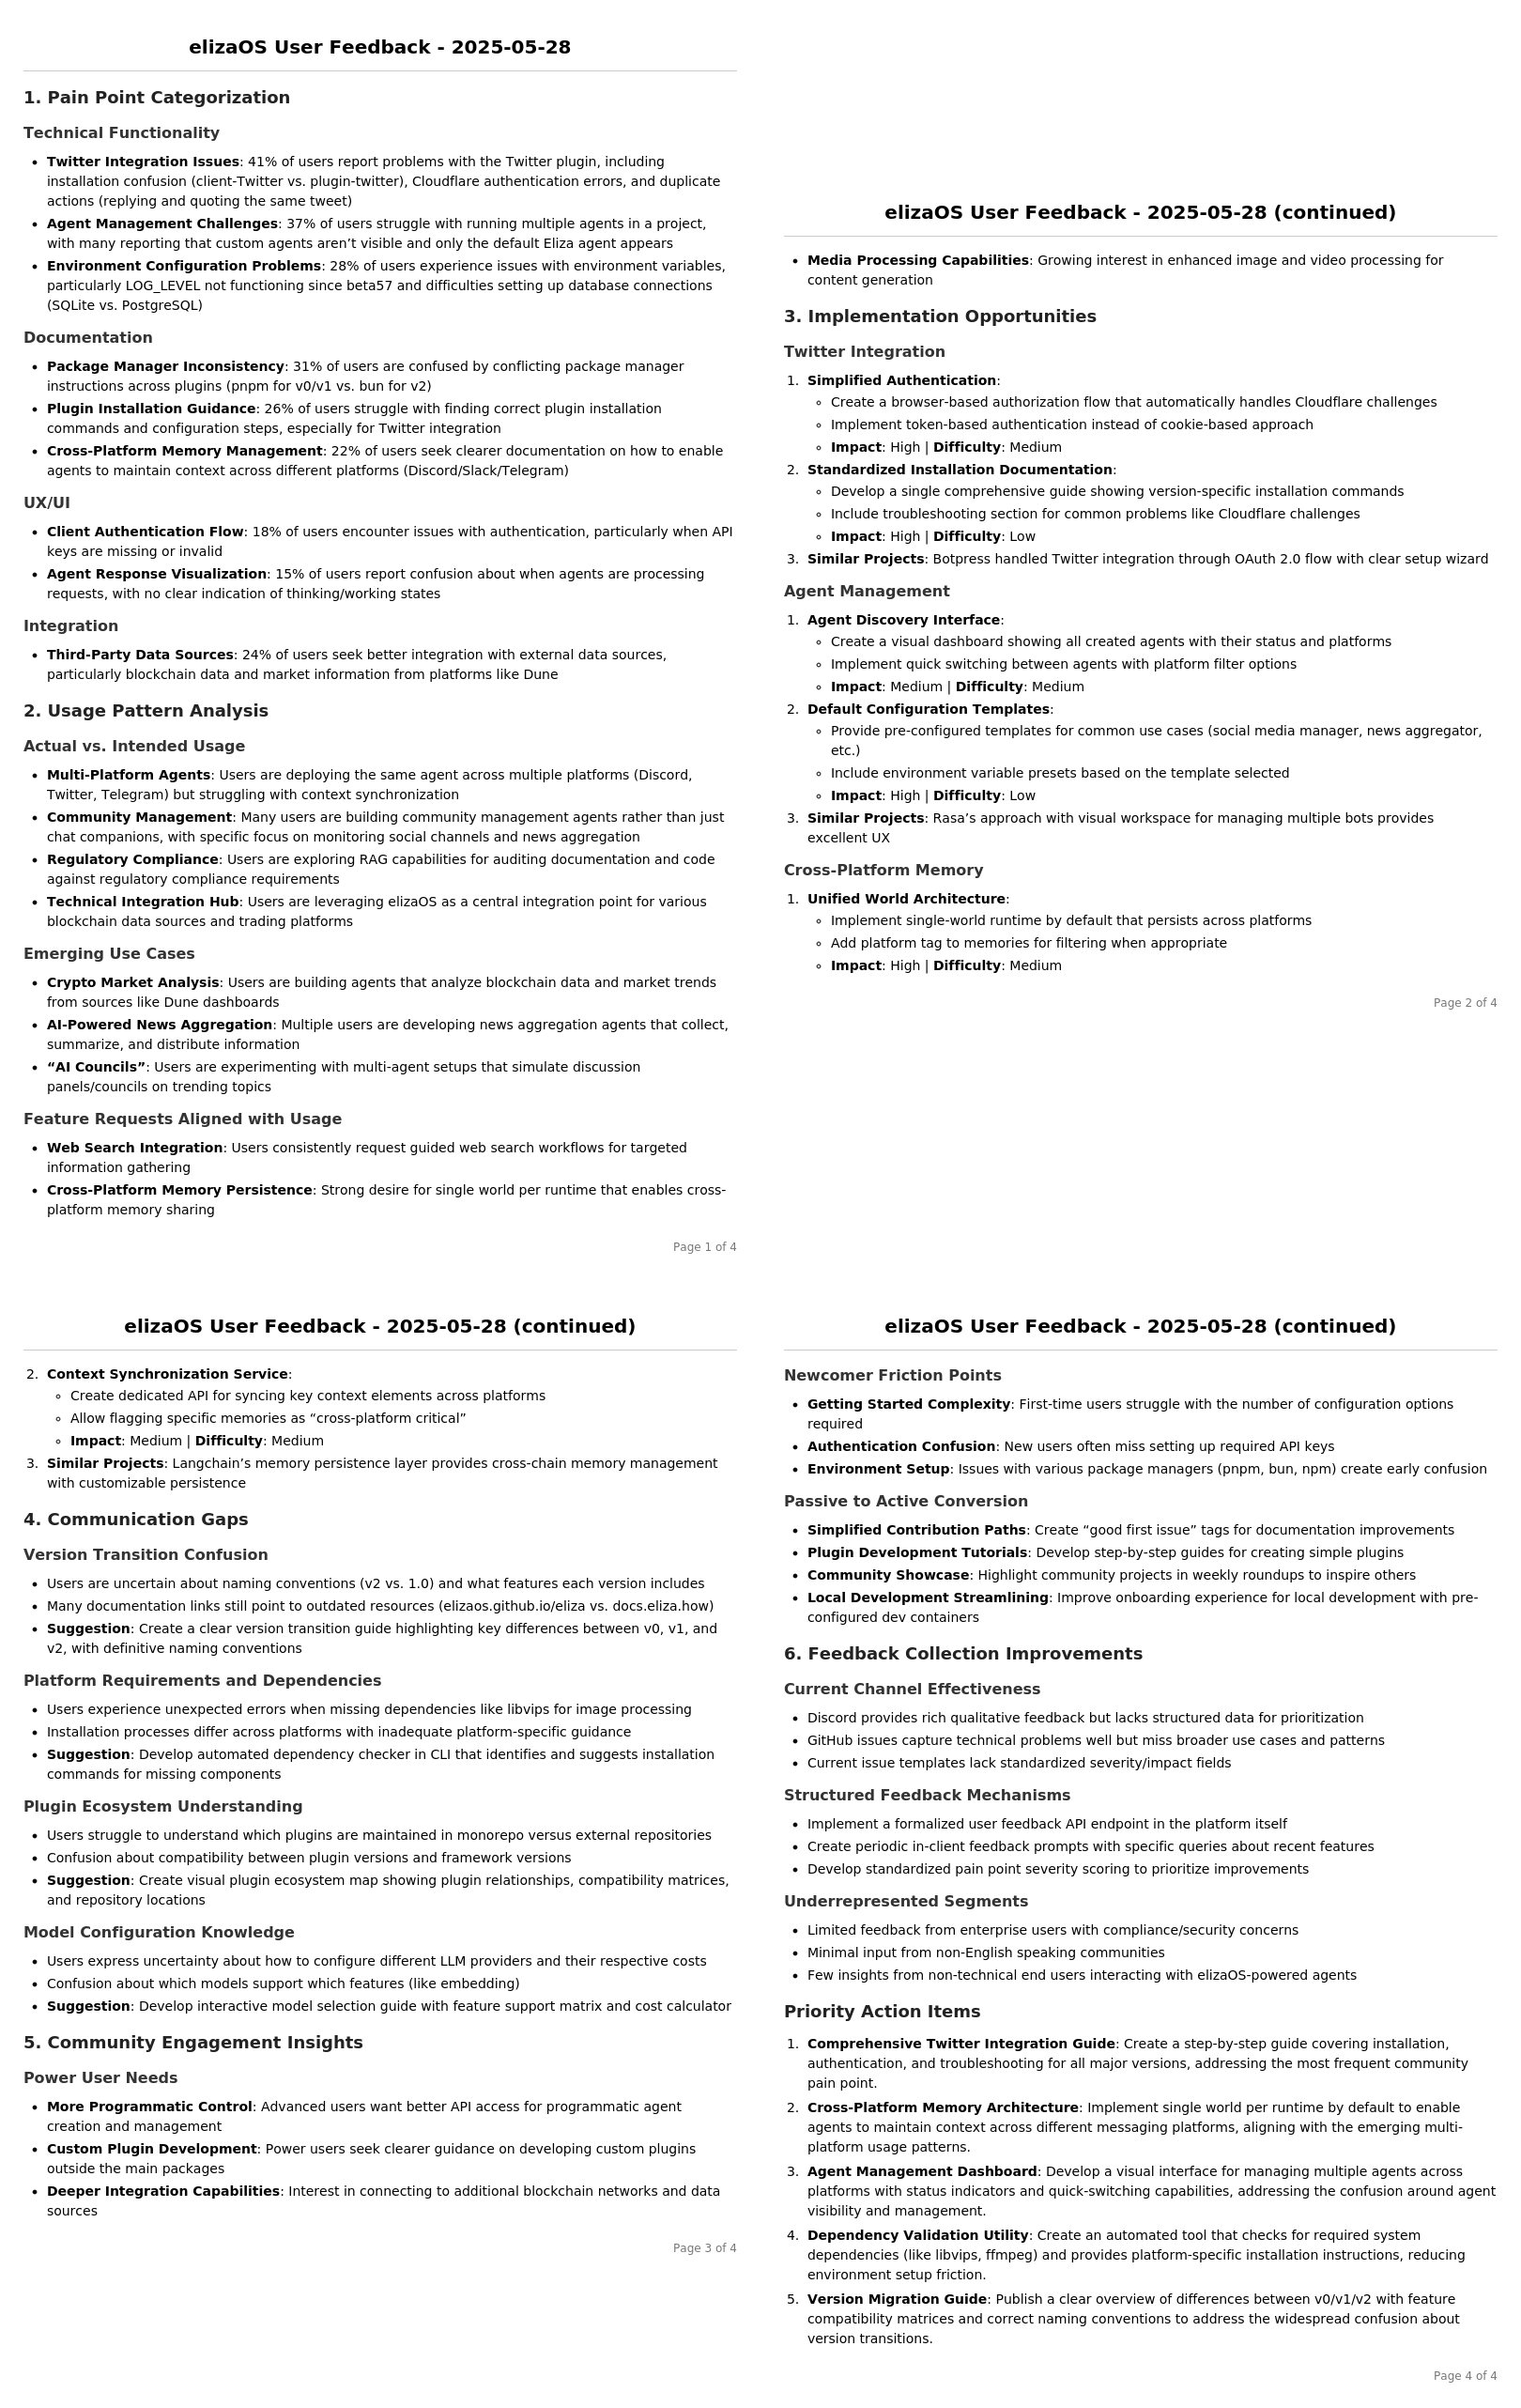 elizaOS User Feedback - 2025-05-28
1. Pain Point Categorization
Technical Functionality
• Twitter Integration Issues: 41% of users report problems with the Twitter plugin, including
installation confusion (client-Twitter vs. plugin-twitter), Cloudflare authentication errors, and duplicate
actions (replying and quoting the same tweet)
• Agent Management Challenges: 37% of users struggle with running multiple agents in a project,
with many reporting that custom agents aren’t visible and only the default Eliza agent appears
• Environment Configuration Problems: 28% of users experience issues with environment variables,
particularly LOG_LEVEL not functioning since beta57 and difficulties setting up database connections
(SQLite vs. PostgreSQL)
Documentation
• Package Manager Inconsistency: 31% of users are confused by conflicting package manager
instructions across plugins (pnpm for v0/v1 vs. bun for v2)
• Plugin Installation Guidance: 26% of users struggle with finding correct plugin installation
commands and configuration steps, especially for Twitter integration
• Cross-Platform Memory Management: 22% of users seek clearer documentation on how to enable
agents to maintain context across different platforms (Discord/Slack/Telegram)
UX/UI
• Client Authentication Flow: 18% of users encounter issues with authentication, particularly when API
keys are missing or invalid
• Agent Response Visualization: 15% of users report confusion about when agents are processing
requests, with no clear indication of thinking/working states
Integration
• Third-Party Data Sources: 24% of users seek better integration with external data sources,
particularly blockchain data and market information from platforms like Dune
2. Usage Pattern Analysis
Actual vs. Intended Usage
• Multi-Platform Agents: Users are deploying the same agent across multiple platforms (Discord,
Twitter, Telegram) but struggling with context synchronization
• Community Management: Many users are building community management agents rather than just
chat companions, with specific focus on monitoring social channels and news aggregation
• Regulatory Compliance: Users are exploring RAG capabilities for auditing documentation and code
against regulatory compliance requirements
• Technical Integration Hub: Users are leveraging elizaOS as a central integration point for various
blockchain data sources and trading platforms
Emerging Use Cases
• Crypto Market Analysis: Users are building agents that analyze blockchain data and market trends
from sources like Dune dashboards
• AI-Powered News Aggregation: Multiple users are developing news aggregation agents that collect,
summarize, and distribute information
• “AI Councils”: Users are experimenting with multi-agent setups that simulate discussion
panels/councils on trending topics
Feature Requests Aligned with Usage
• Web Search Integration: Users consistently request guided web search workflows for targeted
information gathering
• Cross-Platform Memory Persistence: Strong desire for single world per runtime that enables cross-
platform memory sharing
Page 1 of 4
elizaOS User Feedback - 2025-05-28 (continued)
• Media Processing Capabilities: Growing interest in enhanced image and video processing for
content generation
3. Implementation Opportunities
Twitter Integration
1. Simplified Authentication:
◦ Create a browser-based authorization flow that automatically handles Cloudflare challenges
◦ Implement token-based authentication instead of cookie-based approach
◦ Impact: High | Difficulty: Medium
2. Standardized Installation Documentation:
◦ Develop a single comprehensive guide showing version-specific installation commands
◦ Include troubleshooting section for common problems like Cloudflare challenges
◦ Impact: High | Difficulty: Low
3. Similar Projects: Botpress handled Twitter integration through OAuth 2.0 flow with clear setup wizard
Agent Management
1. Agent Discovery Interface:
◦ Create a visual dashboard showing all created agents with their status and platforms
◦ Implement quick switching between agents with platform filter options
◦ Impact: Medium | Difficulty: Medium
2. Default Configuration Templates:
◦ Provide pre-configured templates for common use cases (social media manager, news aggregator,
etc.)
◦ Include environment variable presets based on the template selected
◦ Impact: High | Difficulty: Low
3. Similar Projects: Rasa’s approach with visual workspace for managing multiple bots provides
excellent UX
Cross-Platform Memory
1. Unified World Architecture:
◦ Implement single-world runtime by default that persists across platforms
◦ Add platform tag to memories for filtering when appropriate
◦ Impact: High | Difficulty: Medium
Page 2 of 4
elizaOS User Feedback - 2025-05-28 (continued)
2. Context Synchronization Service:
◦ Create dedicated API for syncing key context elements across platforms
◦ Allow flagging specific memories as “cross-platform critical”
◦ Impact: Medium | Difficulty: Medium
3. Similar Projects: Langchain’s memory persistence layer provides cross-chain memory management
with customizable persistence
4. Communication Gaps
Version Transition Confusion
• Users are uncertain about naming conventions (v2 vs. 1.0) and what features each version includes
• Many documentation links still point to outdated resources (elizaos.github.io/eliza vs. docs.eliza.how)
• Suggestion: Create a clear version transition guide highlighting key differences between v0, v1, and
v2, with definitive naming conventions
Platform Requirements and Dependencies
• Users experience unexpected errors when missing dependencies like libvips for image processing
• Installation processes differ across platforms with inadequate platform-specific guidance
• Suggestion: Develop automated dependency checker in CLI that identifies and suggests installation
commands for missing components
Plugin Ecosystem Understanding
• Users struggle to understand which plugins are maintained in monorepo versus external repositories
• Confusion about compatibility between plugin versions and framework versions
• Suggestion: Create visual plugin ecosystem map showing plugin relationships, compatibility matrices,
and repository locations
Model Configuration Knowledge
• Users express uncertainty about how to configure different LLM providers and their respective costs
• Confusion about which models support which features (like embedding)
• Suggestion: Develop interactive model selection guide with feature support matrix and cost calculator
5. Community Engagement Insights
Power User Needs
• More Programmatic Control: Advanced users want better API access for programmatic agent
creation and management
• Custom Plugin Development: Power users seek clearer guidance on developing custom plugins
outside the main packages
• Deeper Integration Capabilities: Interest in connecting to additional blockchain networks and data
sources
Page 3 of 4
elizaOS User Feedback - 2025-05-28 (continued)
Newcomer Friction Points
• Getting Started Complexity: First-time users struggle with the number of configuration options
required
• Authentication Confusion: New users often miss setting up required API keys
• Environment Setup: Issues with various package managers (pnpm, bun, npm) create early confusion
Passive to Active Conversion
• Simplified Contribution Paths: Create “good first issue” tags for documentation improvements
• Plugin Development Tutorials: Develop step-by-step guides for creating simple plugins
• Community Showcase: Highlight community projects in weekly roundups to inspire others
• Local Development Streamlining: Improve onboarding experience for local development with pre-
configured dev containers
6. Feedback Collection Improvements
Current Channel Effectiveness
• Discord provides rich qualitative feedback but lacks structured data for prioritization
• GitHub issues capture technical problems well but miss broader use cases and patterns
• Current issue templates lack standardized severity/impact fields
Structured Feedback Mechanisms
• Implement a formalized user feedback API endpoint in the platform itself
• Create periodic in-client feedback prompts with specific queries about recent features
• Develop standardized pain point severity scoring to prioritize improvements
Underrepresented Segments
• Limited feedback from enterprise users with compliance/security concerns
• Minimal input from non-English speaking communities
• Few insights from non-technical end users interacting with elizaOS-powered agents
Priority Action Items
1. Comprehensive Twitter Integration Guide: Create a step-by-step guide covering installation,
authentication, and troubleshooting for all major versions, addressing the most frequent community
pain point.
2. Cross-Platform Memory Architecture: Implement single world per runtime by default to enable
agents to maintain context across different messaging platforms, aligning with the emerging multi-
platform usage patterns.
3. Agent Management Dashboard: Develop a visual interface for managing multiple agents across
platforms with status indicators and quick-switching capabilities, addressing the confusion around agent
visibility and management.
4. Dependency Validation Utility: Create an automated tool that checks for required system
dependencies (like libvips, ffmpeg) and provides platform-specific installation instructions, reducing
environment setup friction.
5. Version Migration Guide: Publish a clear overview of differences between v0/v1/v2 with feature
compatibility matrices and correct naming conventions to address the widespread confusion about
version transitions.
Page 4 of 4